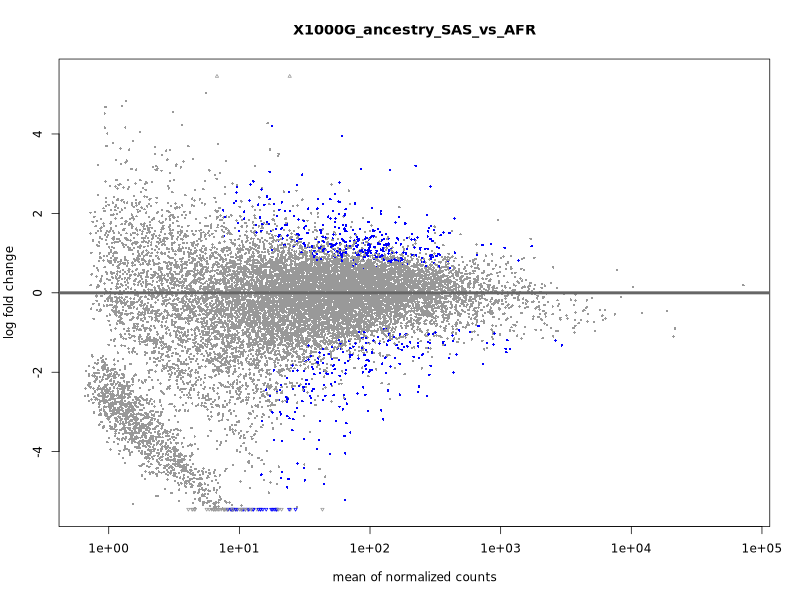 X1000G_ancestry_SAS_vs_AFR
log fold change
4
2
0
-2
-4
1e+00 1e+01 1e+02 1e+03 1e+04 1e+05
mean of normalized counts